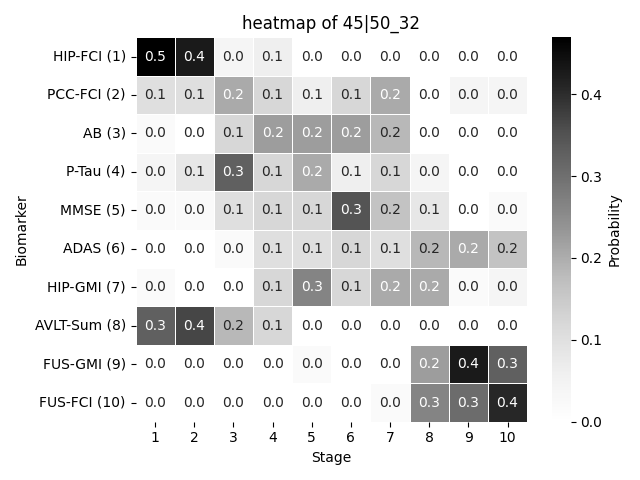 heatmap of 45|50_32
HIP-FCI (1) 0.5 0.4 0.0 0.1 0.0 0.0 0.0 0.0 0.0 0.0
PCC-FCI (2) 0.1 0.1 0.2 0.1 0.1 0.1 0.2 0.0 0.0 0.0
AB (3) 0.0 0.0 0.1 0.2 0.2 0.2 0.2 0.0 0.0 0.0
P-Tau (4) 0.0 0.1 0.3 0.1 0.2 0.1 0.1 0.0 0.0 0.0
MMSE (5) 0.0 0.0 0.1 0.1 0.1 0.3 0.2 0.1 0.0 0.0
ADAS (6) 0.0 0.0 0.0 0.1 0.1 0.1 0.1 0.2 0.2 0.2
HIP-GMI (7) 0.0 0.0 0.0 0.1 0.3 0.1 0.2 0.2 0.0 0.0
AVLT-Sum (8) 0.3 0.4 0.2 0.1 0.0 0.0 0.0 0.0 0.0 0.0
FUS-GMI (9) 0.0 0.0 0.0 0.0 0.0 0.0 0.0 0.2 0.4 0.3
FUS-FCI (10) 0.0 0.0 0.0 0.0 0.0 0.0 0.0 0.3 0.3 0.4
1 2 3 4 5 6 7 8 9 10
Stage
Biomarker
0.4
0.3
0.2
0.1
0.0
Probability